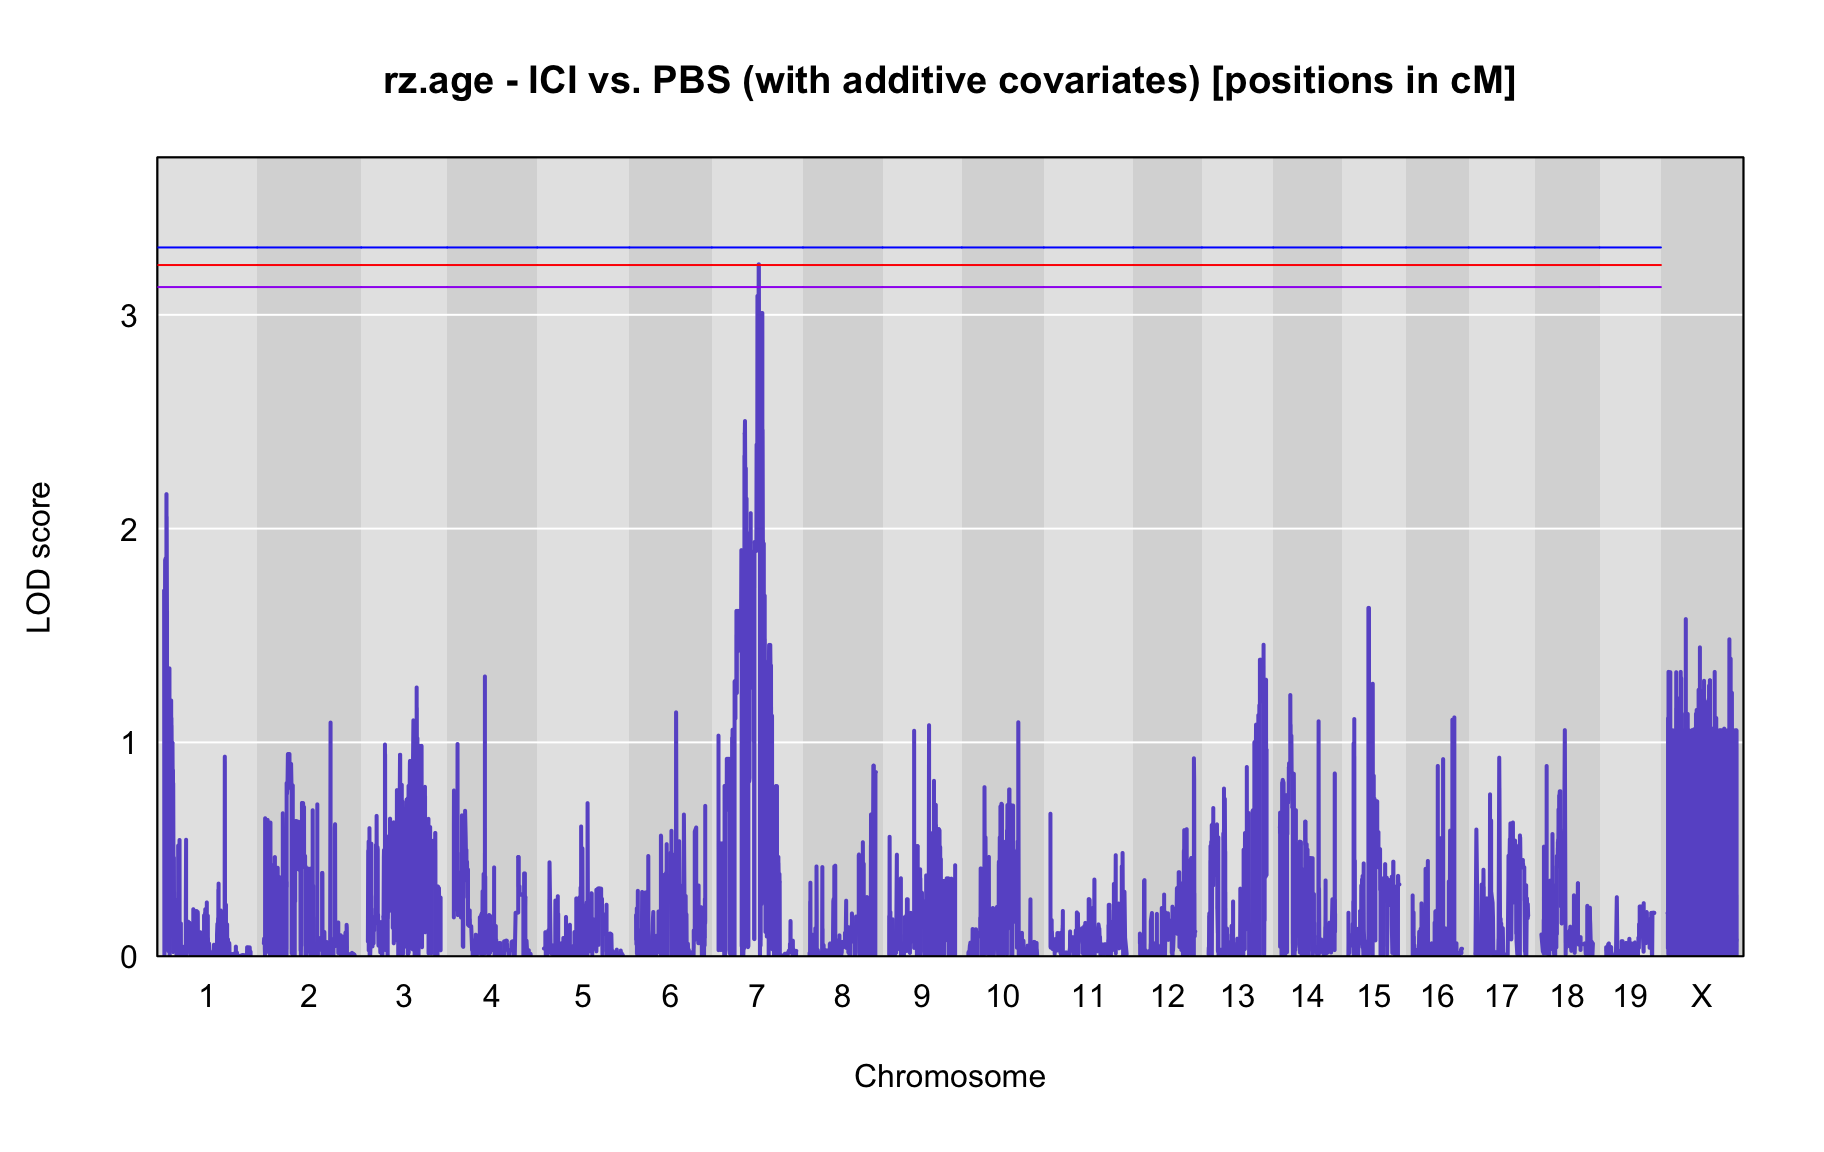 rz.age - ICI vs. PBS (with additive covariates) [positions in cM]
LOD score
3
2
1
0
1 2 3 4 5 6 7 8 9 10 11 12 13 14 15 16 17 18 19 X
Chromosome